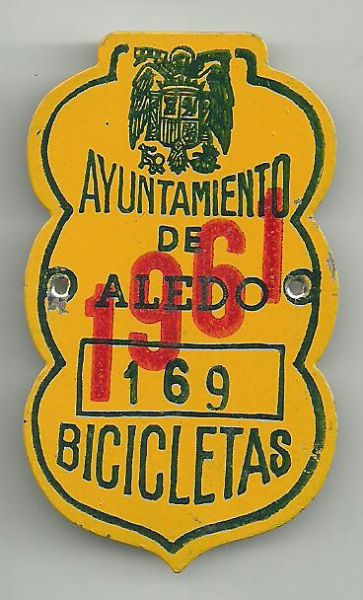 AYUNTAMIENTO
DE
ALEDO
1961
169
BICICLETAS